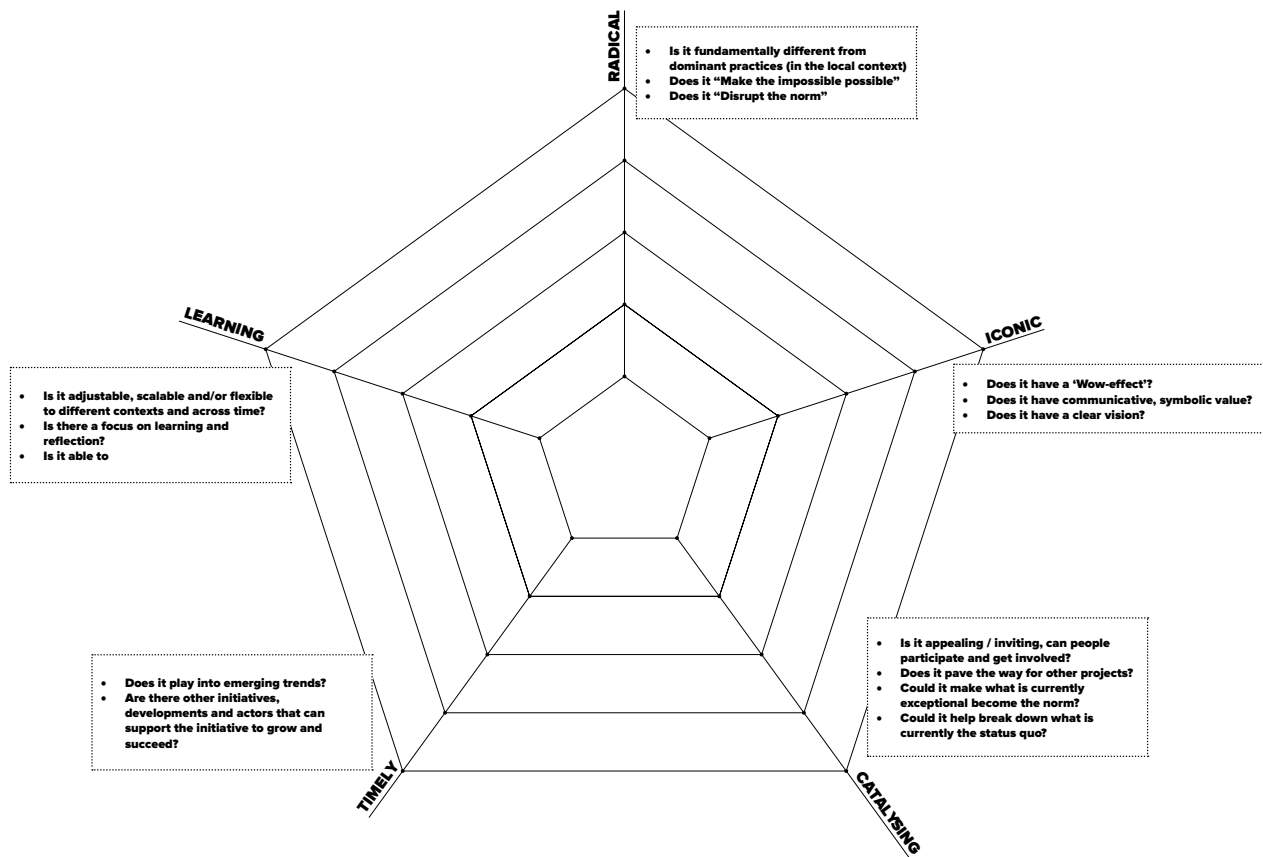 RADICAL
• Is it fundamentally different from
dominant practices (in the local context)
• Does it “Make the impossible possible”
• Does it “Disrupt the norm”
LEARNING
ICONIC
• Is it adjustable, scalable and/or flexible
to different contexts and across time?
• Is there a focus on learning and
reflection?
• Is it able to
• Does it have a ‘Wow-effect’?
• Does it have communicative, symbolic value?
• Does it have a clear vision?
• Does it play into emerging trends?
• Are there other initiatives,
developments and actors that can
support the initiative to grow and
succeed?
• Is it appealing / inviting, can people
participate and get involved?
• Does it pave the way for other projects?
• Could it make what is currently
exceptional become the norm?
• Could it help break down what is
currently the status quo?
TIMELY
CATALYSING